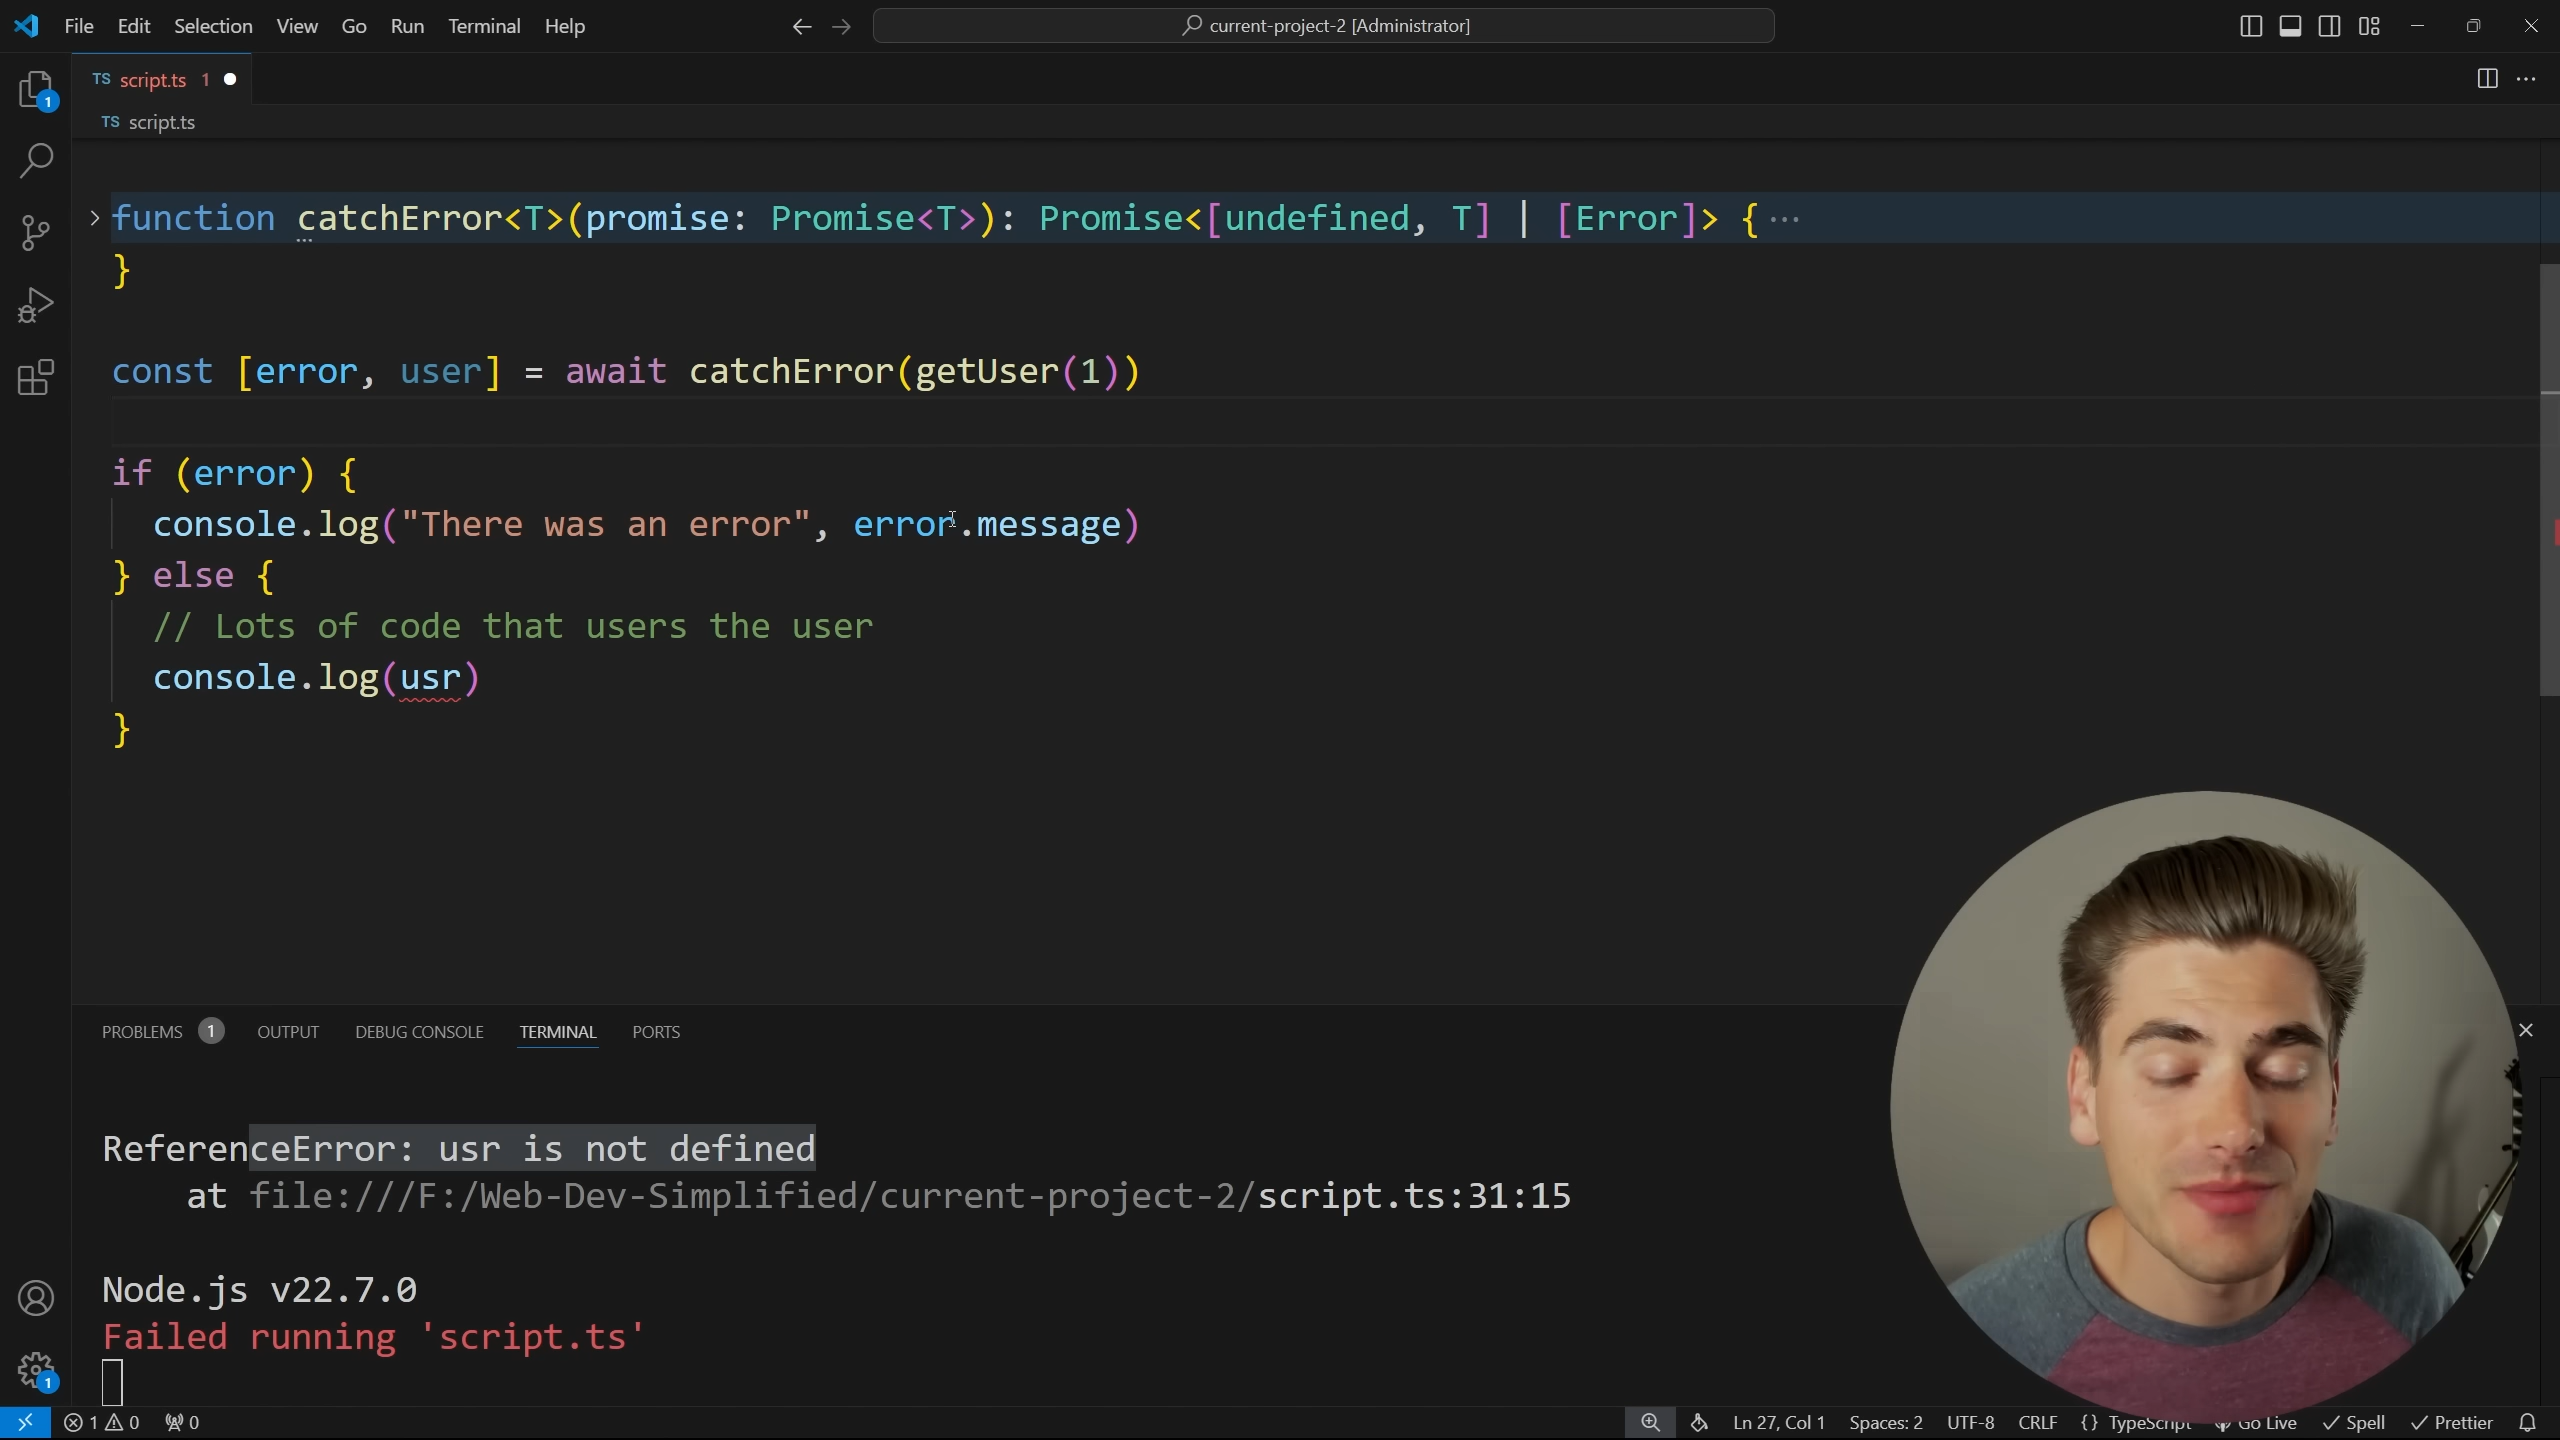 File Edit Selection View Go Run Terminal Help
current-project-2 [Administrator]
TS script.ts 1
TS script.ts
function catchError<T>(promise: Promise<T>): Promise<[undefined, T] | [Error]> {···
}
const [error, user] = await catchError(getUser(1))
if (error) {
console.log("There was an error", error.message)
} else {
// Lots of code that users the user
console.log(usr)
}
PROBLEMS 1 OUTPUT DEBUG CONSOLE TERMINAL PORTS
ReferenceError: usr is not defined
at file:///F:/Web-Dev-Simplified/current-project-2/script.ts:31:15
Node.js v22.7.0
Failed running 'script.ts'
1 0 0 Ln 27, Col 1 Spaces: 2 UTF-8 CRLF {} TypeScript Go Live Spell Prettier
1
1